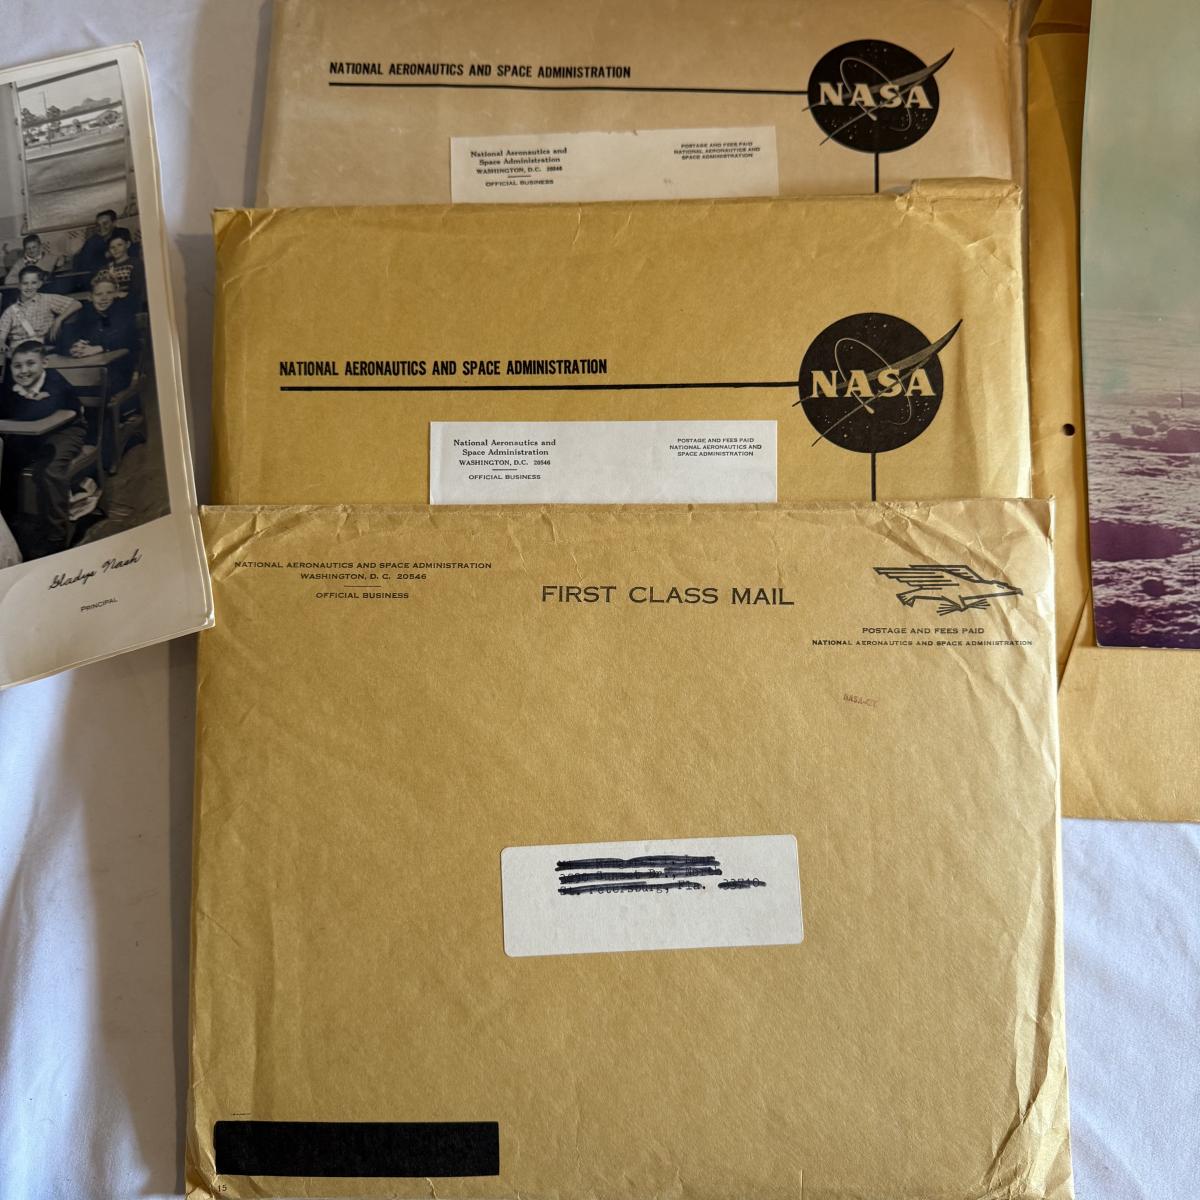 NATIONAL AERONAUTICS AND SPACE ADMINISTRATION
NASA
National Aeronautics and
Space Administration
WASHINGTON, D.C. 20546
OFFICIAL BUSINESS
POSTAGE AND FEES PAID
NATIONAL AERONAUTICS AND
SPACE ADMINISTRATION
NATIONAL AERONAUTICS AND SPACE ADMINISTRATION
NASA
National Aeronautics and
Space Administration
WASHINGTON, D.C. 20546
OFFICIAL BUSINESS
POSTAGE AND FEES PAID
NATIONAL AERONAUTICS AND
SPACE ADMINISTRATION
Gladys Nash
PRINCIPAL
NATIONAL AERONAUTICS AND SPACE ADMINISTRATION
WASHINGTON, D. C. 20546
OFFICIAL BUSINESS
FIRST CLASS MAIL
POSTAGE AND FEES PAID
NATIONAL AERONAUTICS AND SPACE ADMINISTRATION
St. Petersburg, Fla.
15